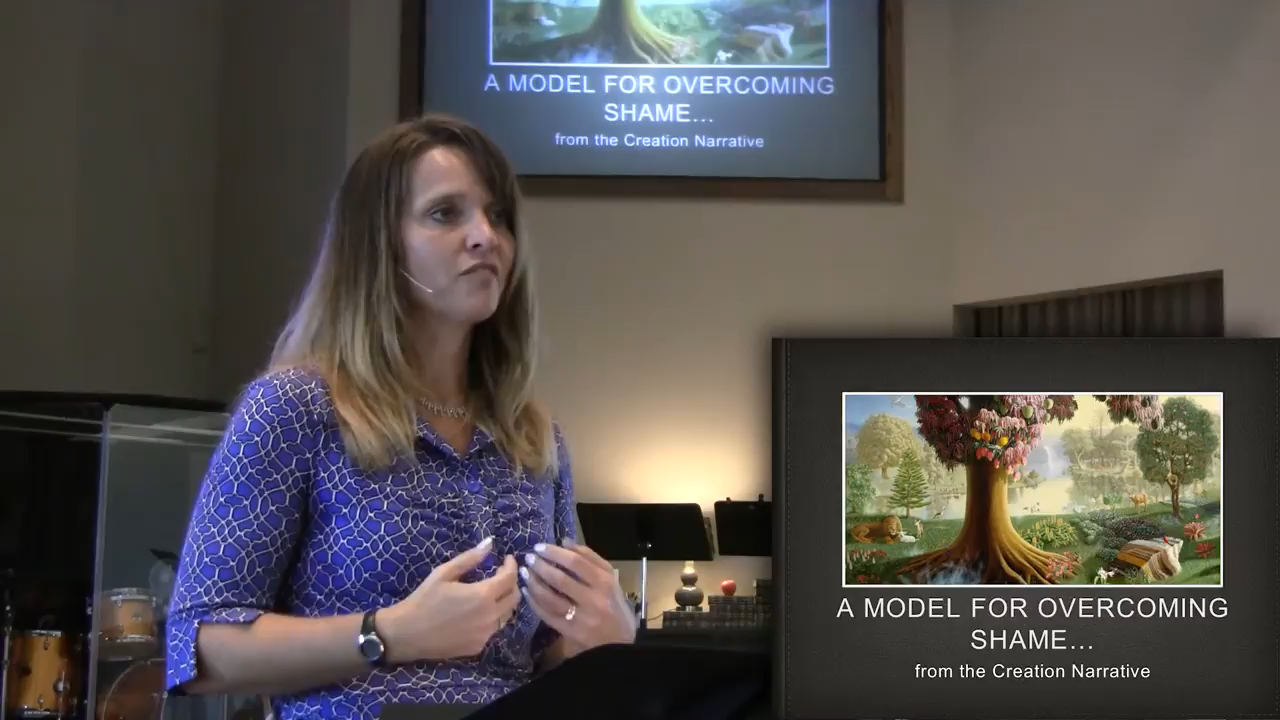 A MODEL FOR OVERCOMING
SHAME...
from the Creation Narrative
A MODEL FOR OVERCOMING
SHAME...
from the Creation Narrative